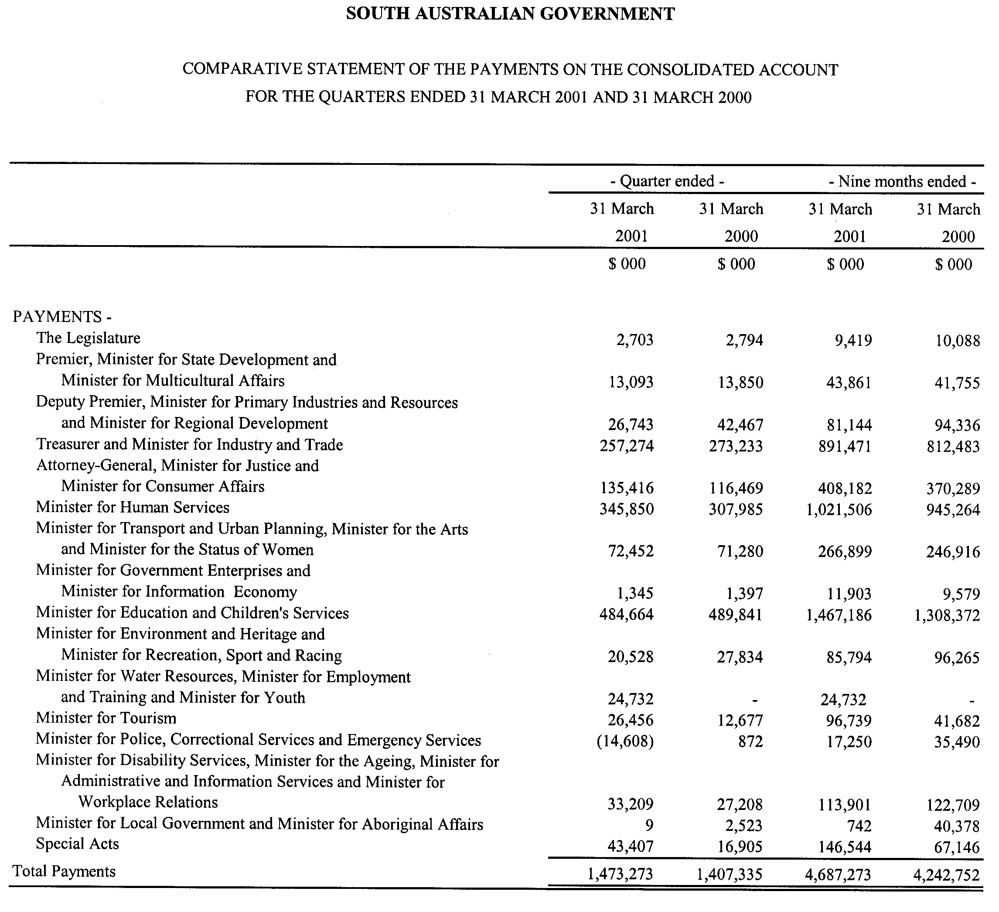 SOUTH AUSTRALIAN GOVERNMENT
COMPARATIVE STATEMENT OF THE PAYMENTS ON THE CONSOLIDATED ACCOUNT
FOR THE QUARTERS ENDED 31 MARCH 2001 AND 31 MARCH 2000
- Quarter ended - - Nine months ended -
31 March 31 March 31 March 31 March
2001 2000 2001 2000
$ 000 $ 000 $ 000 $ 000
PAYMENTS -
The Legislature 2,703 2,794 9,419 10,088
Premier, Minister for State Development and
Minister for Multicultural Affairs 13,093 13,850 43,861 41,755
Deputy Premier, Minister for Primary Industries and Resources
and Minister for Regional Development 26,743 42,467 81,144 94,336
Treasurer and Minister for Industry and Trade 257,274 273,233 891,471 812,483
Attorney-General, Minister for Justice and
Minister for Consumer Affairs 135,416 116,469 408,182 370,289
Minister for Human Services 345,850 307,985 1,021,506 945,264
Minister for Transport and Urban Planning, Minister for the Arts
and Minister for the Status of Women 72,452 71,280 266,899 246,916
Minister for Government Enterprises and
Minister for Information Economy 1,345 1,397 11,903 9,579
Minister for Education and Children's Services 484,664 489,841 1,467,186 1,308,372
Minister for Environment and Heritage and
Minister for Recreation, Sport and Racing 20,528 27,834 85,794 96,265
Minister for Water Resources, Minister for Employment
and Training and Minister for Youth 24,732 - 24,732 -
Minister for Tourism 26,456 12,677 96,739 41,682
Minister for Police, Correctional Services and Emergency Services (14,608) 872 17,250 35,490
Minister for Disability Services, Minister for the Ageing, Minister for
Administrative and Information Services and Minister for
Workplace Relations 33,209 27,208 113,901 122,709
Minister for Local Government and Minister for Aboriginal Affairs 9 2,523 742 40,378
Special Acts 43,407 16,905 146,544 67,146
Total Payments 1,473,273 1,407,335 4,687,273 4,242,752